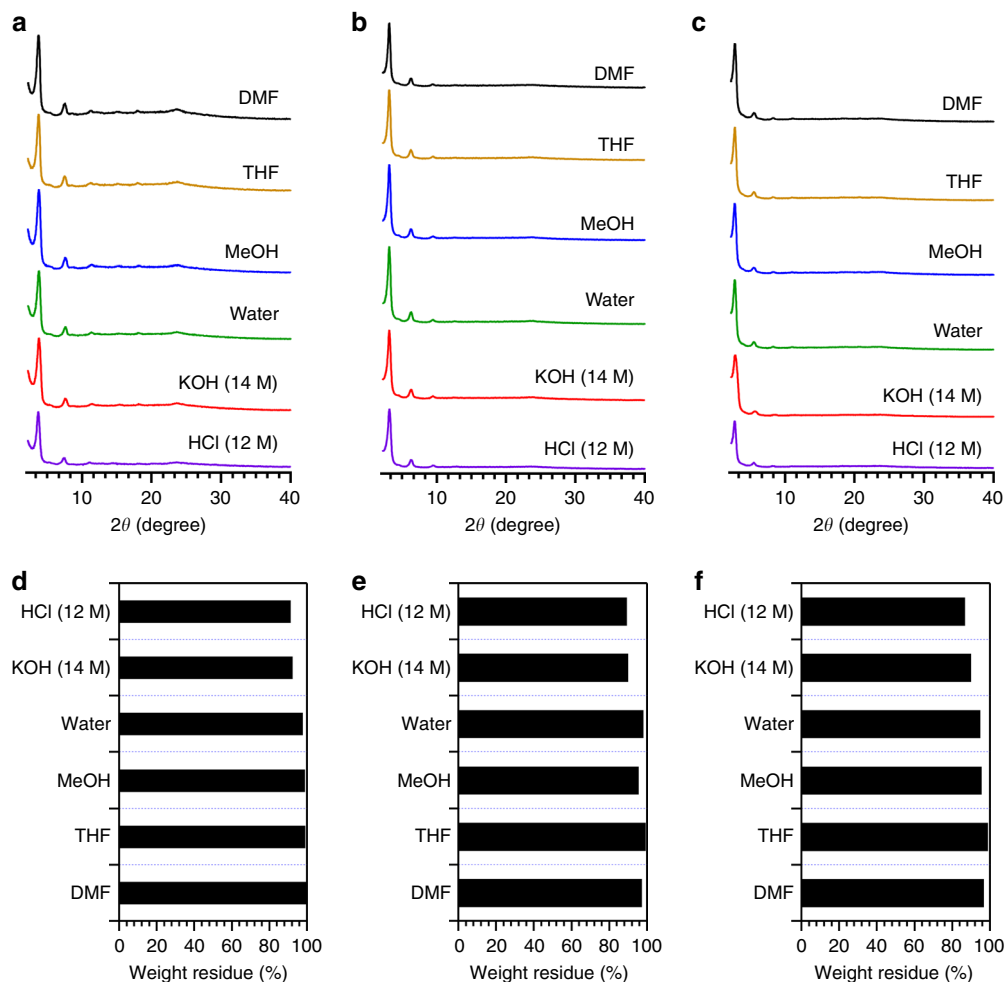 a
DMF
THF
MeOH
Water
KOH (14 M)
HCl (12 M)
10 20 30 40
2θ (degree)
b
DMF
THF
MeOH
Water
KOH (14 M)
HCl (12 M)
10 20 30 40
2θ (degree)
c
DMF
THF
MeOH
Water
KOH (14 M)
HCl (12 M)
10 20 30 40
2θ (degree)
d
HCl (12 M)
KOH (14 M)
Water
MeOH
THF
DMF
0 20 40 60 80 100
Weight residue (%)
e
HCl (12 M)
KOH (14 M)
Water
MeOH
THF
DMF
0 20 40 60 80 100
Weight residue (%)
f
HCl (12 M)
KOH (14 M)
Water
MeOH
THF
DMF
0 20 40 60 80 100
Weight residue (%)